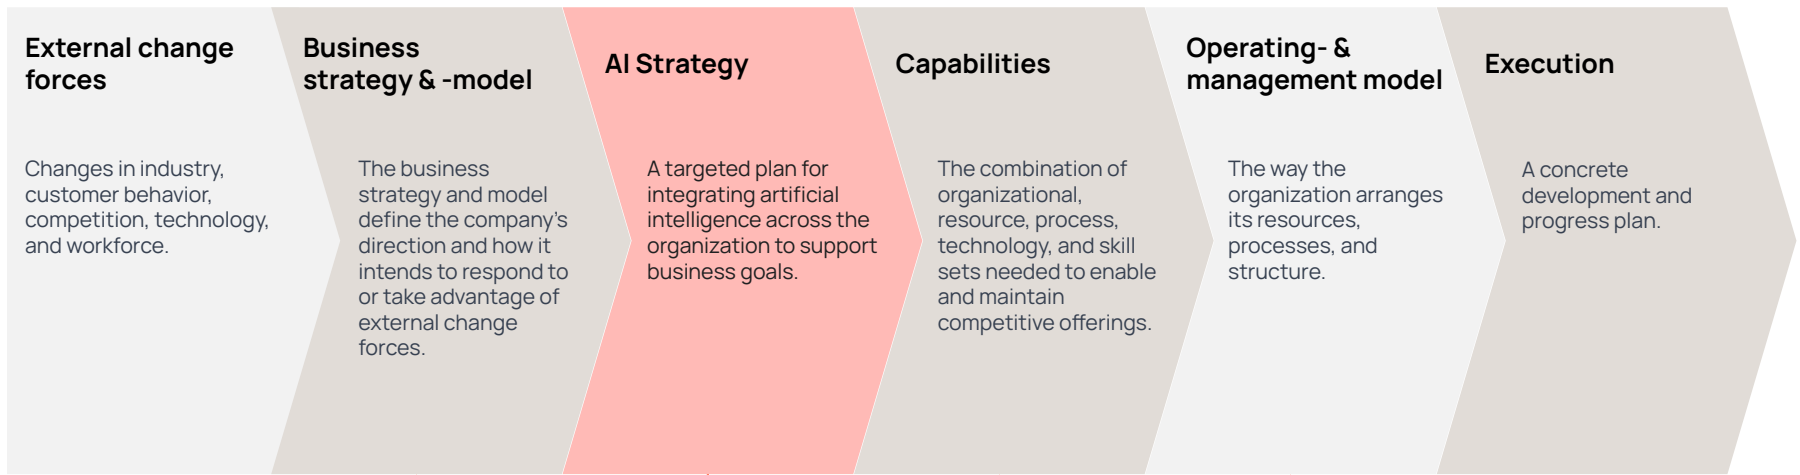 External change
forces
Changes in industry,
customer behavior,
competition, technology,
and workforce.
Business
strategy & -model
The business
strategy and model
define the company’s
direction and how it
intends to respond to
or take advantage of
external change
forces.
AI Strategy
A targeted plan for
integrating artificial
intelligence across the
organization to support
business goals.
Capabilities
The combination of
organizational,
resource, process,
technology, and skill
sets needed to enable
and maintain
competitive offerings.
Operating- &
management model
The way the
organization arranges
its resources,
processes, and
structure.
Execution
A concrete
development and
progress plan.